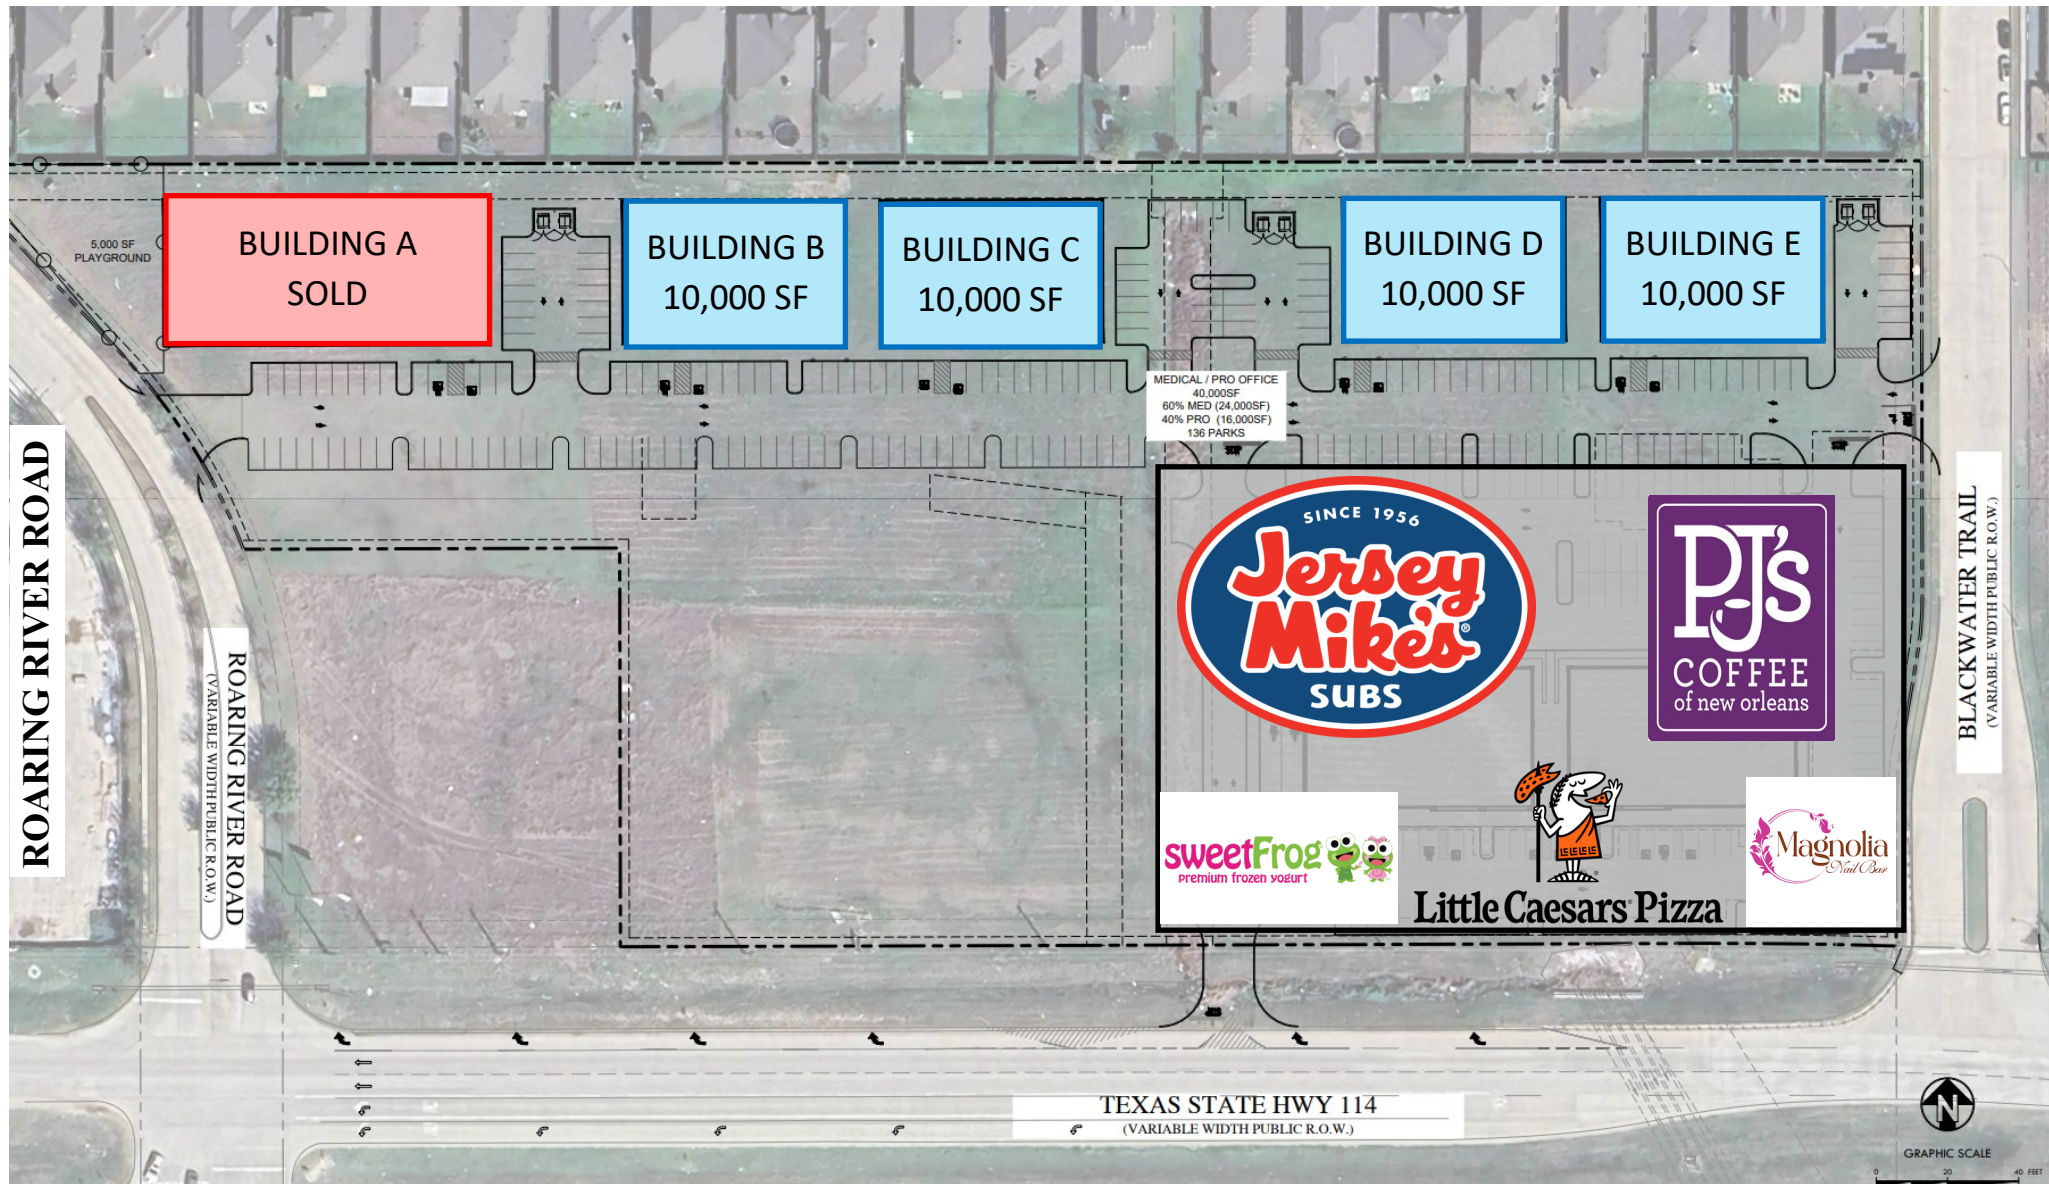 5,000 SF
PLAYGROUND
BUILDING A
SOLD
BUILDING B
10,000 SF
BUILDING C
10,000 SF
BUILDING D
10,000 SF
BUILDING E
10,000 SF
MEDICAL / PRO OFFICE
40,000SF
60% MED (24,000SF)
40% PRO (16,000SF)
136 PARKS
ROARING RIVER ROAD
ROARING RIVER ROAD
(VARIABLE WIDTH PUBLIC R.O.W.)
SINCE 1956
Jersey
Mike's®
SUBS
PJ's
COFFEE
of new orleans
BLACKWATER TRAIL
(VARIABLE WIDTH PUBLIC R.O.W.)
sweetFrog
premium frozen yogurt
Little Caesars Pizza
Magnolia
Nail Bar
TEXAS STATE HWY 114
(VARIABLE WIDTH PUBLIC R.O.W.)
N
GRAPHIC SCALE
0 20 40 FEET